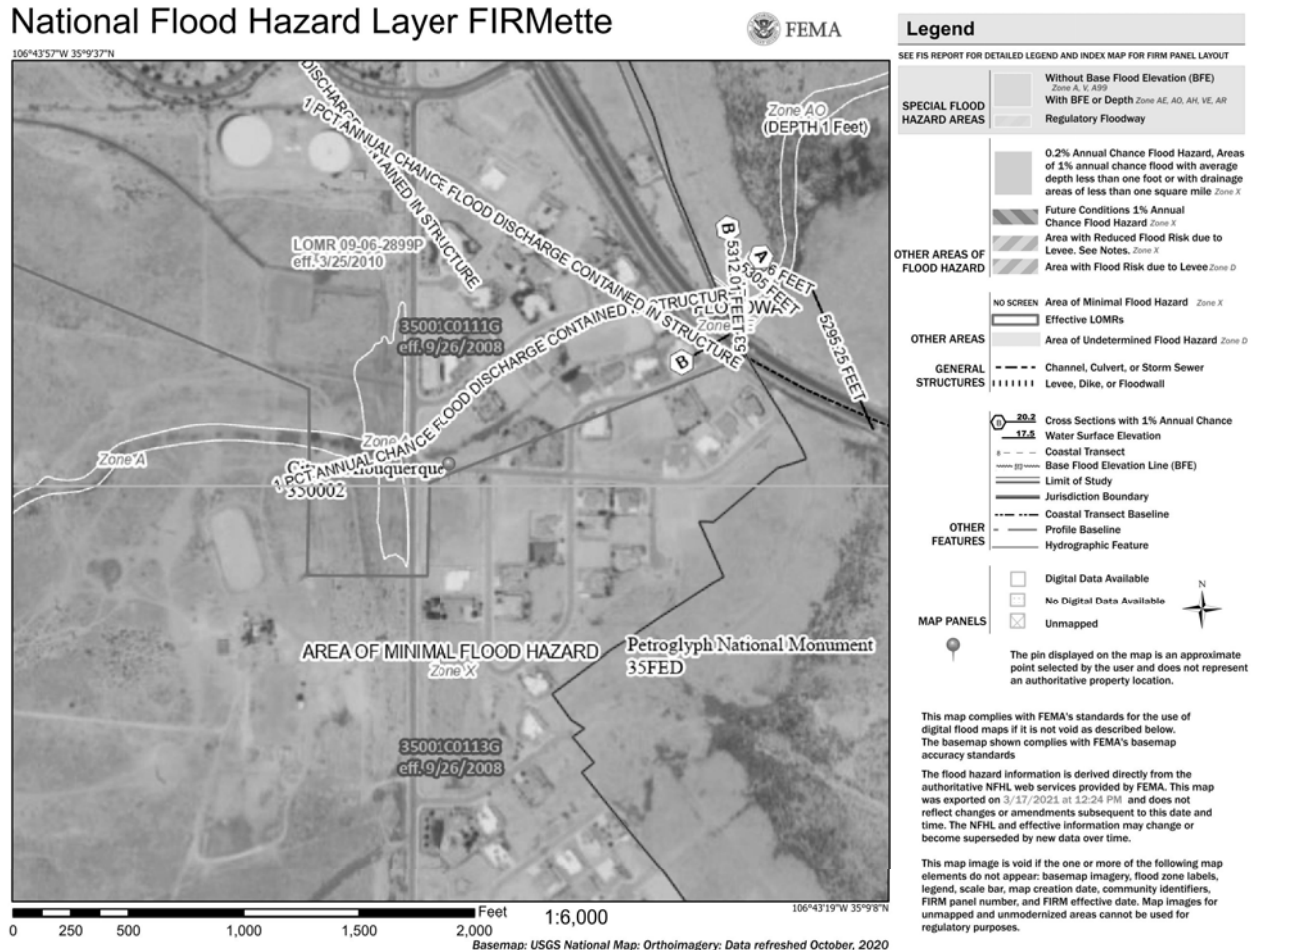 National Flood Hazard Layer FIRMette
FEMA
106°43'57"W 35°9'37"N
DISCHARGE
CONTAINED IN STRUCTURE
1 PCT ANNUAL CHANCE FLOOD DISCHARGE CONTAINED IN STRUCTURE
Zone AO
(DEPTH 1 Feet)
LOMR 09-06-2899P
eff. 3/25/2010
B
5312.01 FEET
A
6 FEET
5305 FEET
5295.25 FEET
Zone
B
35001C0111G
eff. 9/26/2008
1 PCT ANNUAL CHANCE FLOOD DISCHARGE CONTAINED
Zone A
Zone A
350002
AREA OF MINIMAL FLOOD HAZARD
Zone X
Petroglyph National Monument
35FED
35001C0113G
eff. 9/26/2008
106°43'19"W 35°9'8"N
Feet
1:6,000
0 250 500 1,000 1,500 2,000
Basemap: USGS National Map: Orthoimagery: Data refreshed October, 2020
Legend
SEE FIS REPORT FOR DETAILED LEGEND AND INDEX MAP FOR FIRM PANEL LAYOUT
SPECIAL FLOOD
HAZARD AREAS
Without Base Flood Elevation (BFE)
Zone A, V, A99
With BFE or Depth Zone AE, AO, AH, VE, AR
Regulatory Floodway
OTHER AREAS OF
FLOOD HAZARD
0.2% Annual Chance Flood Hazard, Areas
of 1% annual chance flood with average
depth less than one foot or with drainage
areas of less than one square mile Zone X
Future Conditions 1% Annual
Chance Flood Hazard Zone X
Area with Reduced Flood Risk due to
Levee. See Notes. Zone X
Area with Flood Risk due to Levee Zone D
OTHER AREAS
NO SCREEN Area of Minimal Flood Hazard Zone X
Effective LOMRs
Area of Undetermined Flood Hazard Zone D
GENERAL
STRUCTURES
Channel, Culvert, or Storm Sewer
Levee, Dike, or Floodwall
OTHER
FEATURES
20.2 Cross Sections with 1% Annual Chance
17.5 Water Surface Elevation
8 Coastal Transect
Base Flood Elevation Line (BFE)
Limit of Study
Jurisdiction Boundary
Coastal Transect Baseline
Profile Baseline
Hydrographic Feature
MAP PANELS
Digital Data Available
No Digital Data Available
Unmapped
N
The pin displayed on the map is an approximate
point selected by the user and does not represent
an authoritative property location.
This map complies with FEMA's standards for the use of
digital flood maps if it is not void as described below.
The basemap shown complies with FEMA's basemap
accuracy standards
The flood hazard information is derived directly from the
authoritative NFHL web services provided by FEMA. This map
was exported on 3/17/2021 at 12:24 PM and does not
reflect changes or amendments subsequent to this date and
time. The NFHL and effective information may change or
become superseded by new data over time.
This map image is void if the one or more of the following map
elements do not appear: basemap imagery, flood zone labels,
legend, scale bar, map creation date, community identifiers,
FIRM panel number, and FIRM effective date. Map images for
unmapped and unmodernized areas cannot be used for
regulatory purposes.